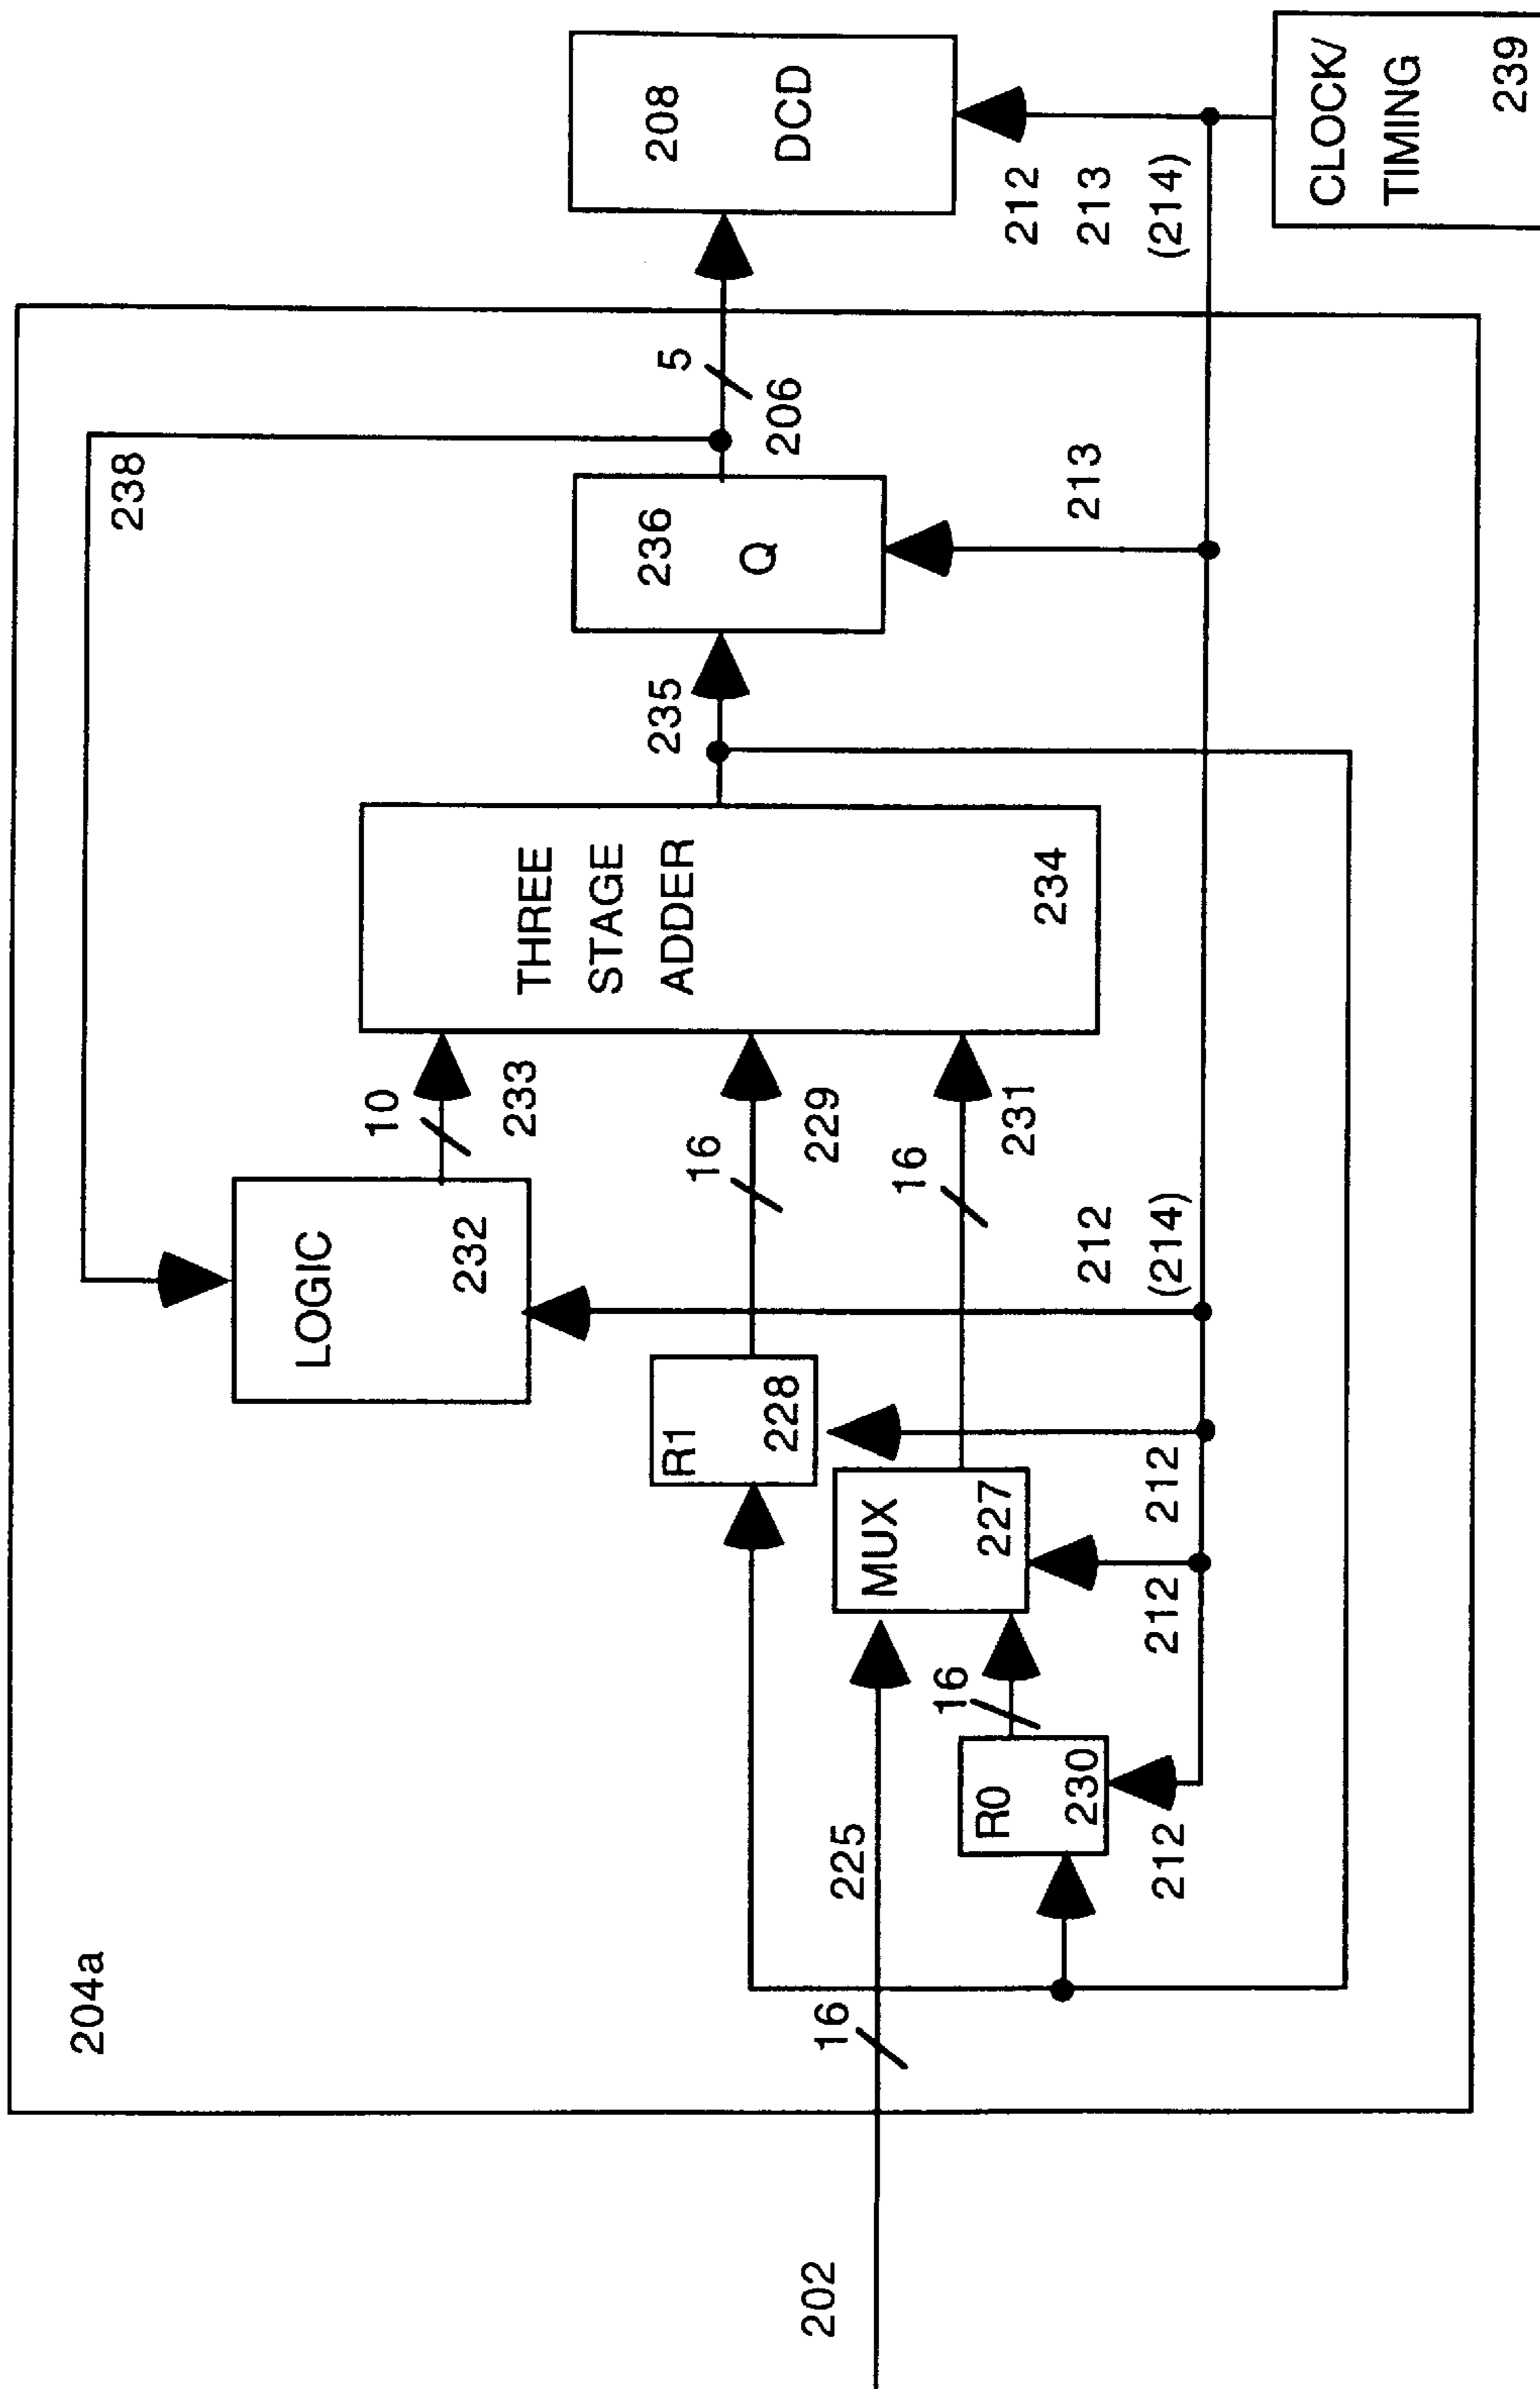 204a
238
LOGIC
232
10
233
THREE
STAGE
ADDER
234
235
236
Q
5
206
208
DCD
R1
228
16
229
202
16
225
MUX
227
16
231
R0
230
16
212
212
212
212
(214)
213
212
213
(214)
CLOCK/
TIMING
239